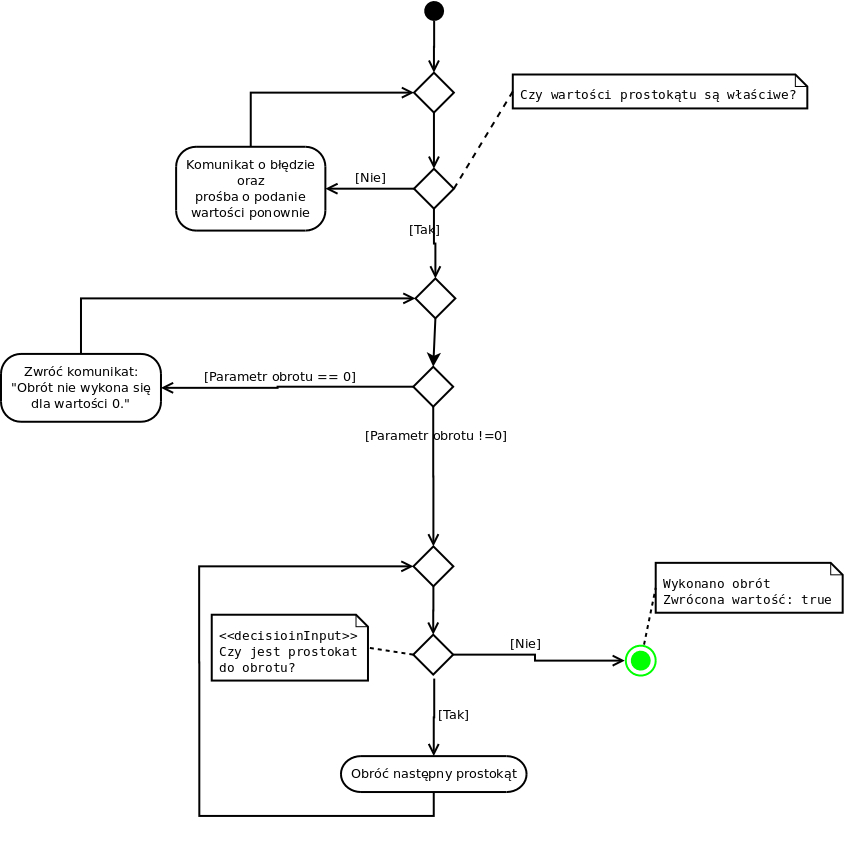 Czy wartości prostokątu są właściwe?
Komunikat o błędzie
oraz
prośba o podanie
wartości ponownie
[Nie]
[Tak]
Zwróć komunikat:
"Obrót nie wykona się
dla wartości 0."
[Parametr obrotu == 0]
[Parametr obrotu !=0]
Wykonano obrót
Zwrócona wartość: true
<<decisioinInput>>
Czy jest prostokat
do obrotu?
[Nie]
[Tak]
Obróć następny prostokąt